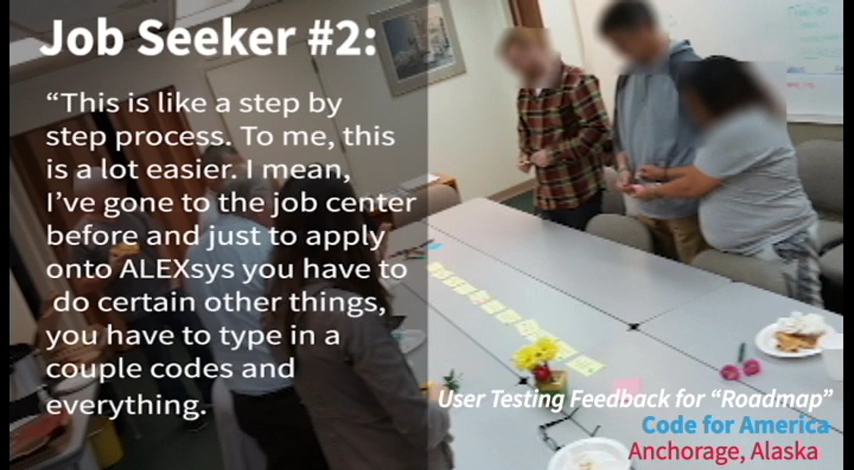 Job Seeker #2:
“This is like a step by
step process. To me, this
is a lot easier. I mean,
I’ve gone to the job center
before and just to apply
onto ALEXsys you have to
do certain other things,
you have to type in a
couple codes and
everything.
User Testing Feedback for “Roadmap”
Code for America
Anchorage, Alaska